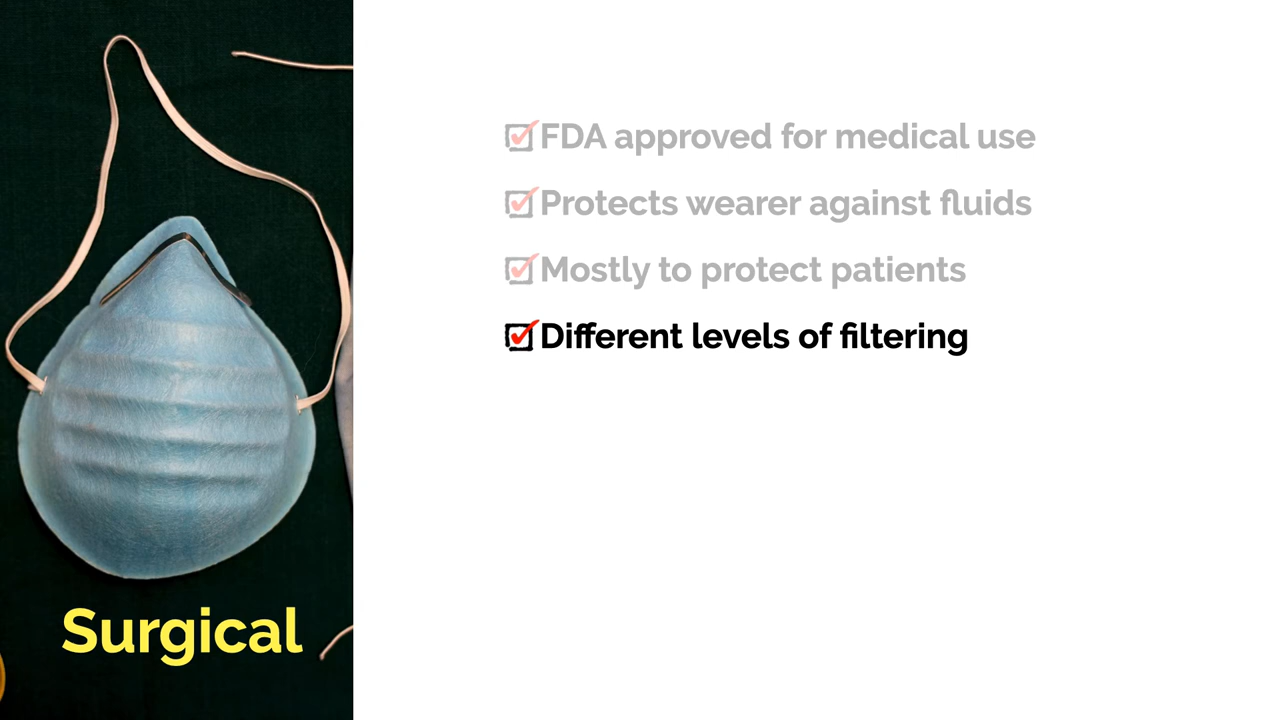 FDA approved for medical use
Protects wearer against fluids
Mostly to protect patients
Different levels of filtering
Surgical